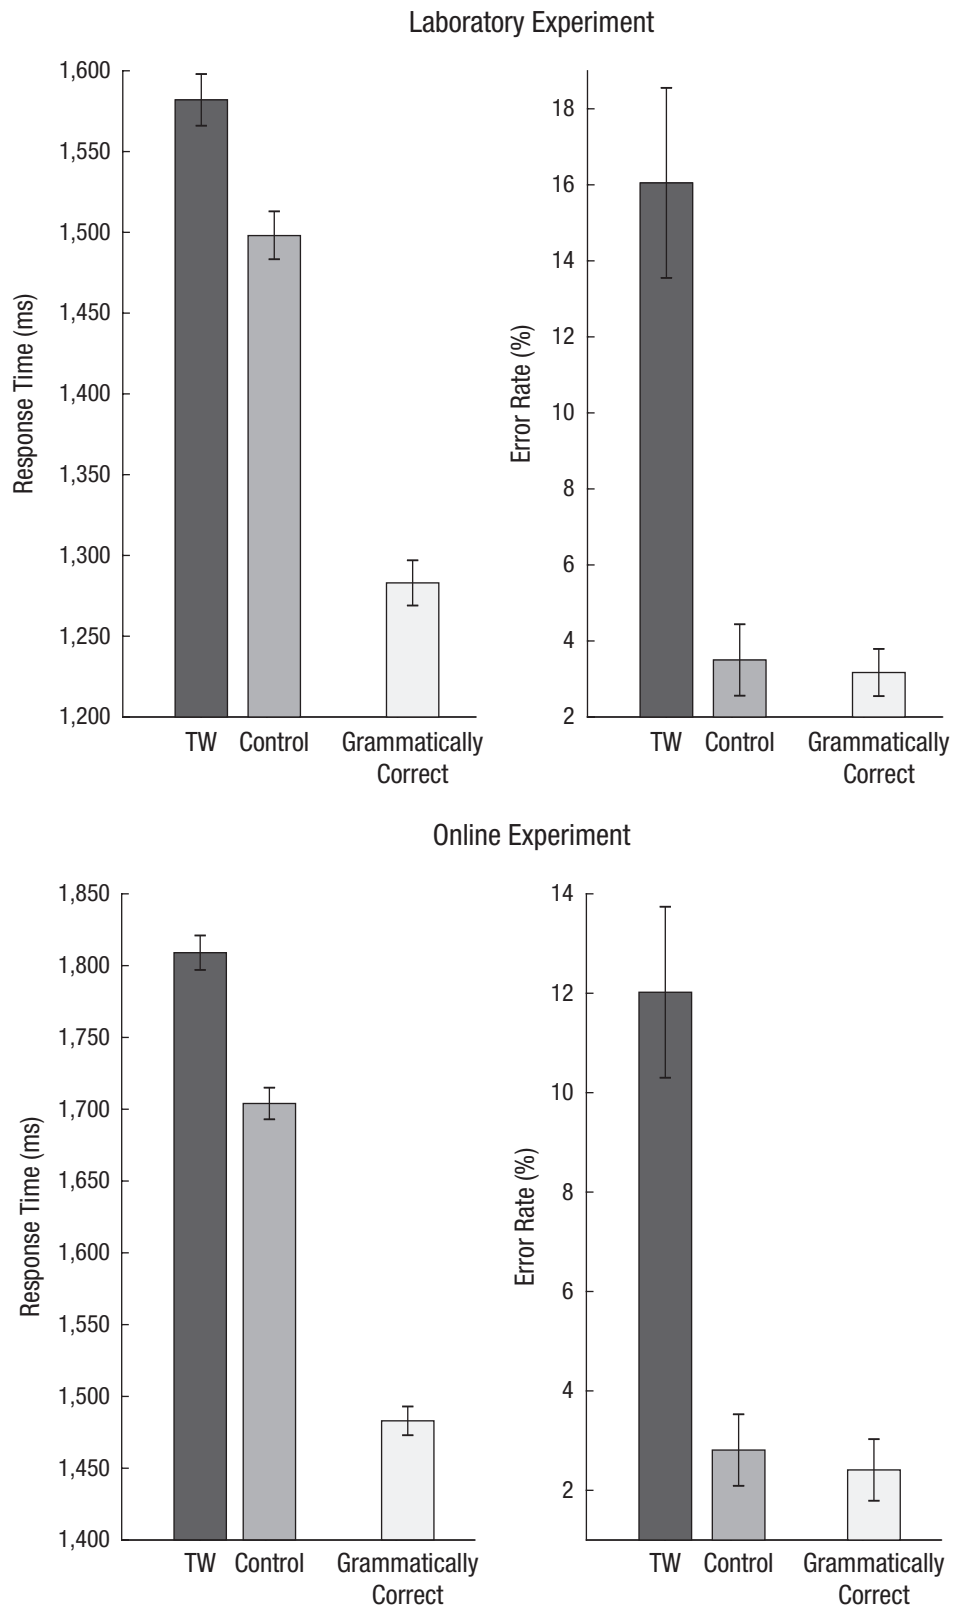 Laboratory Experiment
Response Time (ms)
1,600
1,550
1,500
1,450
1,400
1,350
1,300
1,250
1,200
TW Control Grammatically
Correct
Error Rate (%)
18
16
14
12
10
8
6
4
2
TW Control Grammatically
Correct
Online Experiment
Response Time (ms)
1,850
1,800
1,750
1,700
1,650
1,600
1,550
1,500
1,450
1,400
TW Control Grammatically
Correct
Error Rate (%)
14
12
10
8
6
4
2
TW Control Grammatically
Correct